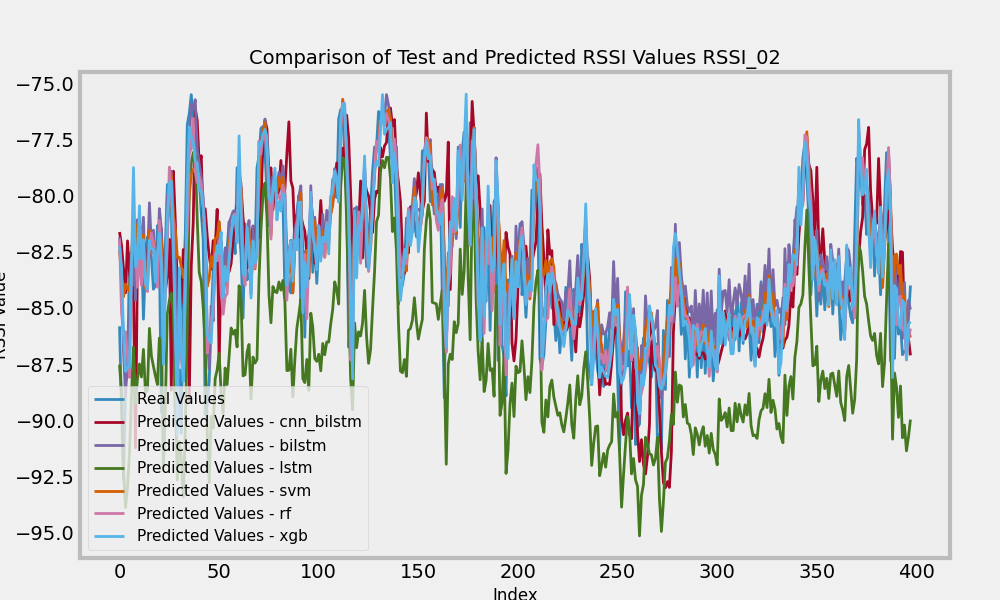 Comparison of Test and Predicted RSSI Values RSSI_02
−75.0
−77.5
−80.0
−82.5
−85.0
−87.5
−90.0
−92.5
−95.0
RSSI Value
Real Values
Predicted Values - cnn_bilstm
Predicted Values - bilstm
Predicted Values - lstm
Predicted Values - svm
Predicted Values - rf
Predicted Values - xgb
0 50 100 150 200 250 300 350 400
Index